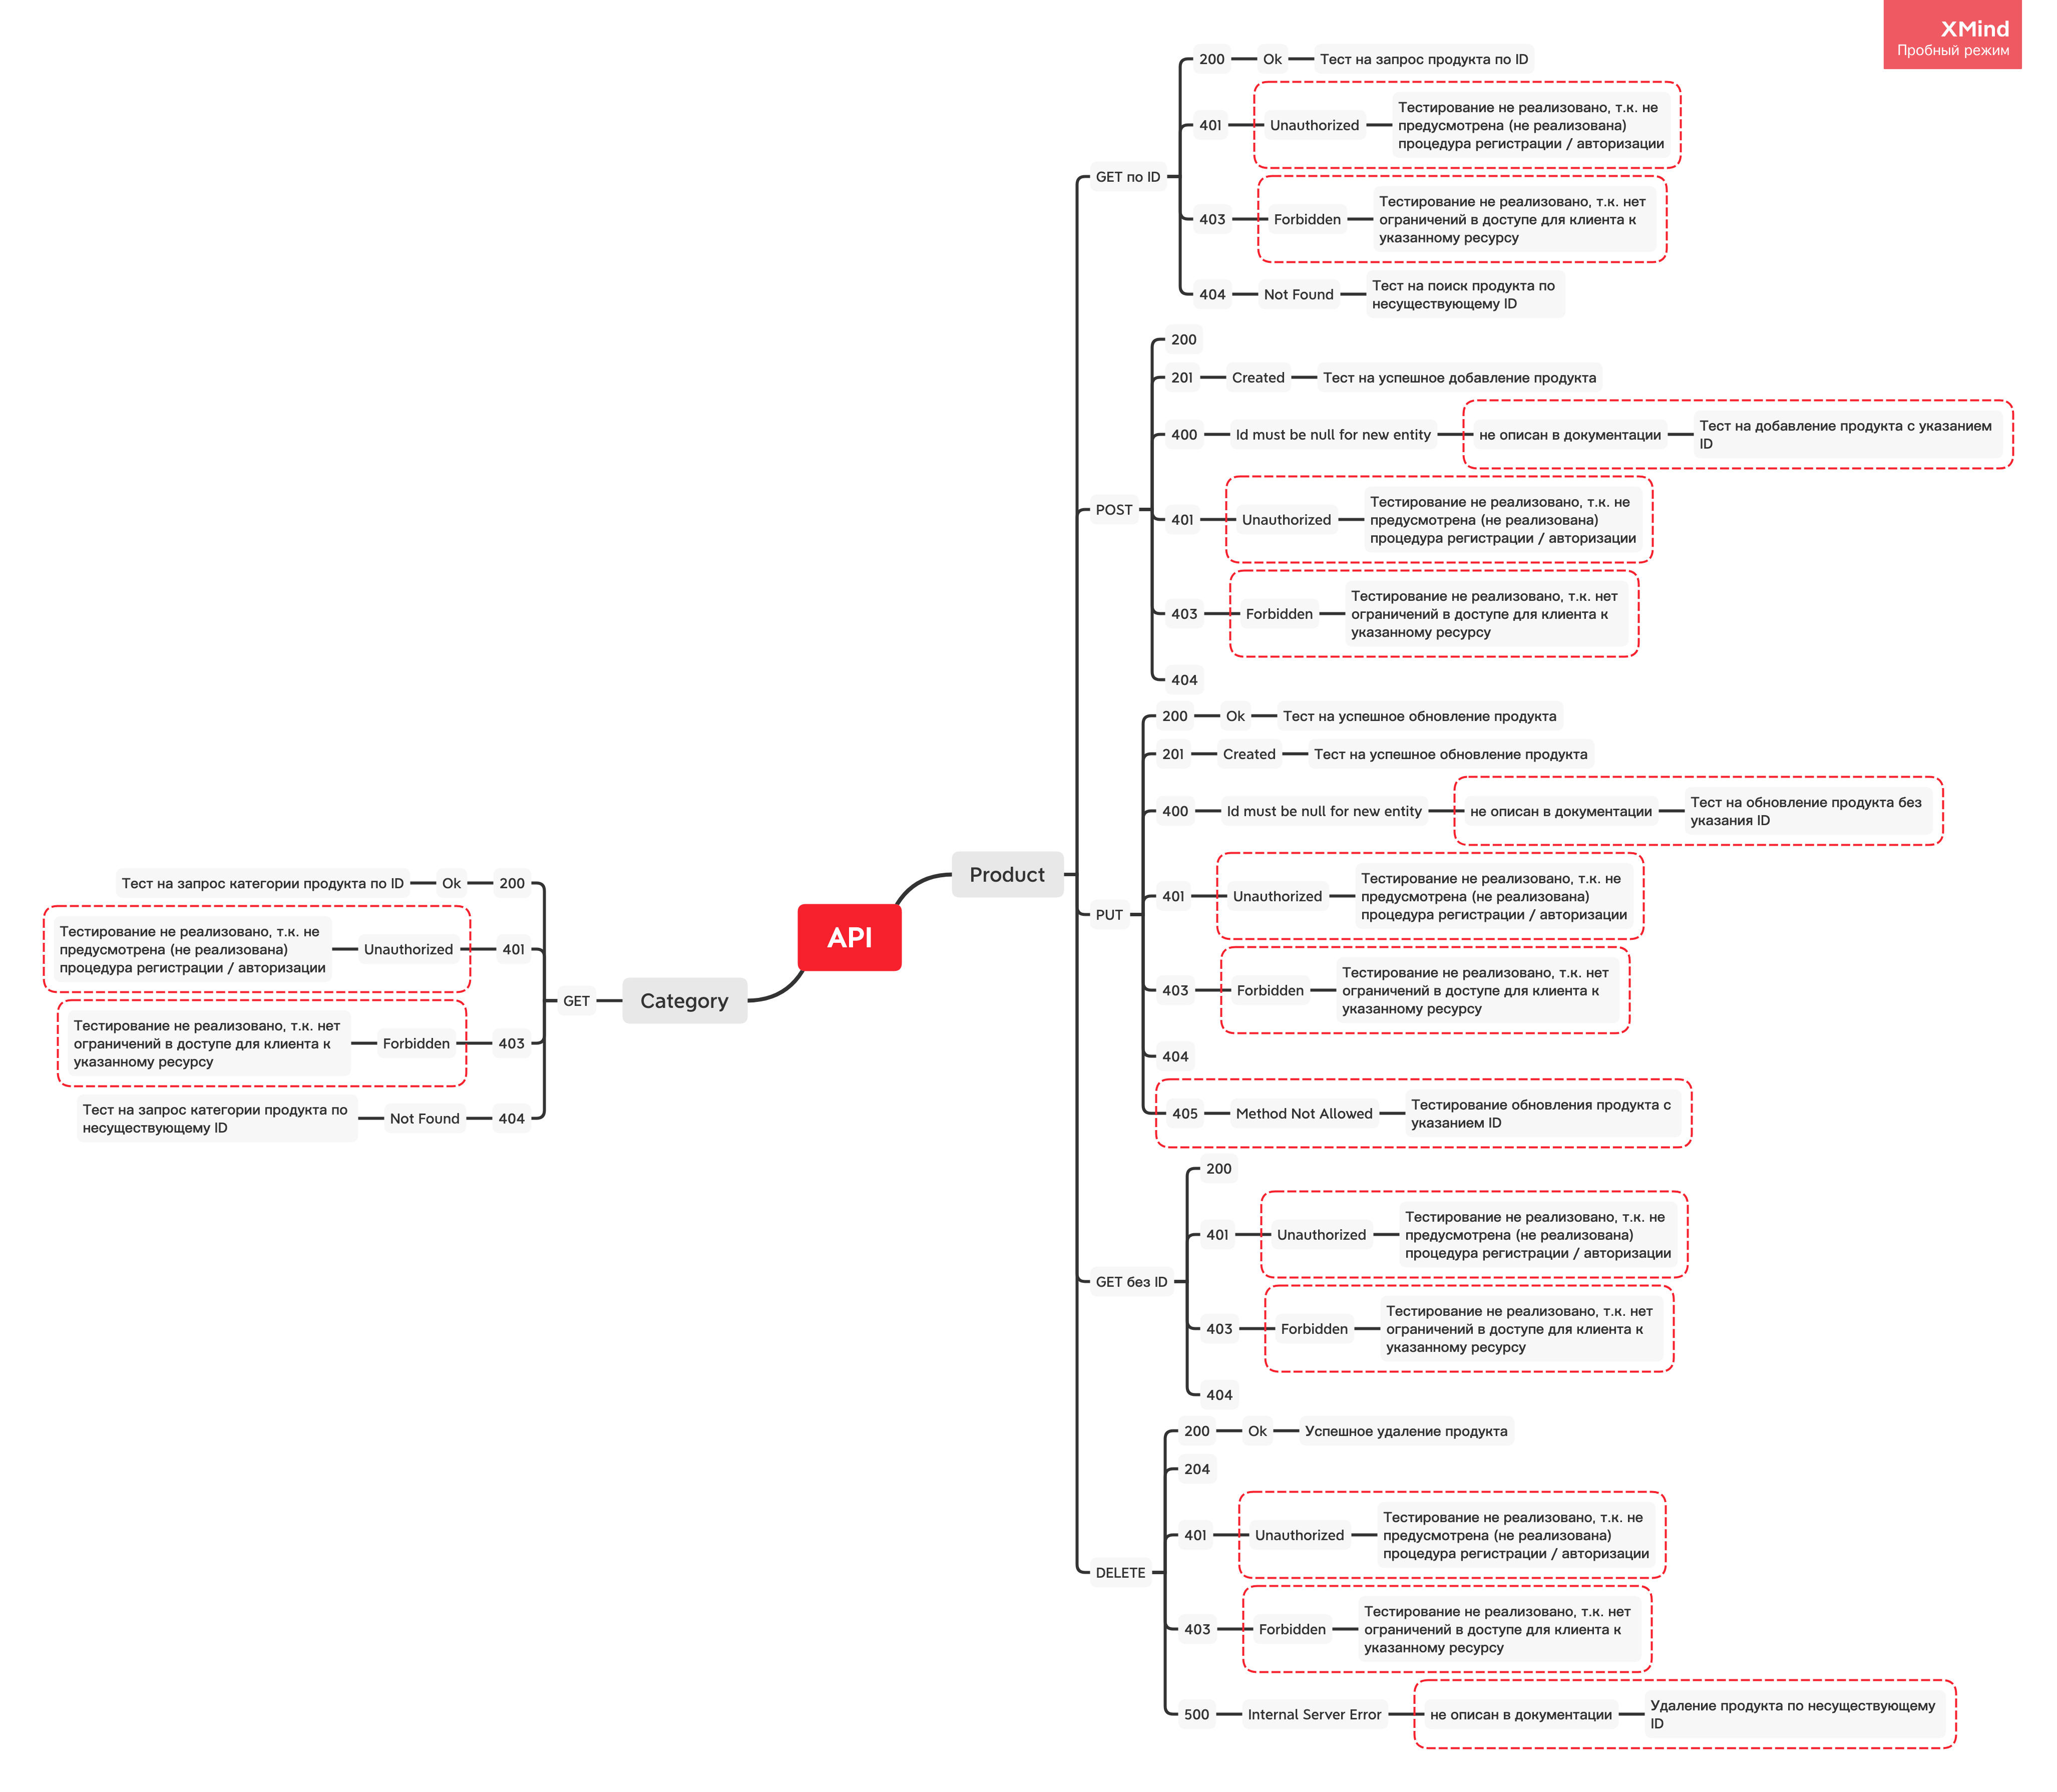 XMind
Пробный режим
API
Product
GET по ID
200
Ok
Тест на запрос продукта по ID
401
Unauthorized
Тестирование не реализовано, т.к. не
предусмотрена (не реализована)
процедура регистрации / авторизации
403
Forbidden
Тестирование не реализовано, т.к. нет
ограничений в доступе для клиента к
указанному ресурсу
404
Not Found
Тест на поиск продукта по
несуществующему ID
POST
200
201
Created
Тест на успешное добавление продукта
400
Id must be null for new entity
не описан в документации
Тест на добавление продукта с указанием
ID
401
Unauthorized
Тестирование не реализовано, т.к. не
предусмотрена (не реализована)
процедура регистрации / авторизации
403
Forbidden
Тестирование не реализовано, т.к. нет
ограничений в доступе для клиента к
указанному ресурсу
404
PUT
200
Ok
Тест на успешное обновление продукта
201
Created
Тест на успешное обновление продукта
400
Id must be null for new entity
не описан в документации
Тест на обновление продукта без
указания ID
401
Unauthorized
Тестирование не реализовано, т.к. не
предусмотрена (не реализована)
процедура регистрации / авторизации
403
Forbidden
Тестирование не реализовано, т.к. нет
ограничений в доступе для клиента к
указанному ресурсу
404
405
Method Not Allowed
Тестирование обновления продукта с
указанием ID
GET без ID
200
401
Unauthorized
Тестирование не реализовано, т.к. не
предусмотрена (не реализована)
процедура регистрации / авторизации
403
Forbidden
Тестирование не реализовано, т.к. нет
ограничений в доступе для клиента к
указанному ресурсу
404
DELETE
200
Ok
Успешное удаление продукта
204
401
Unauthorized
Тестирование не реализовано, т.к. не
предусмотрена (не реализована)
процедура регистрации / авторизации
403
Forbidden
Тестирование не реализовано, т.к. нет
ограничений в доступе для клиента к
указанному ресурсу
500
Internal Server Error
не описан в документации
Удаление продукта по несуществующему
ID
Category
GET
200
Ok
Тест на запрос категории продукта по ID
401
Unauthorized
Тестирование не реализовано, т.к. не
предусмотрена (не реализована)
процедура регистрации / авторизации
403
Forbidden
Тестирование не реализовано, т.к. нет
ограничений в доступе для клиента к
указанному ресурсу
404
Not Found
Тест на запрос категории продукта по
несуществующему ID